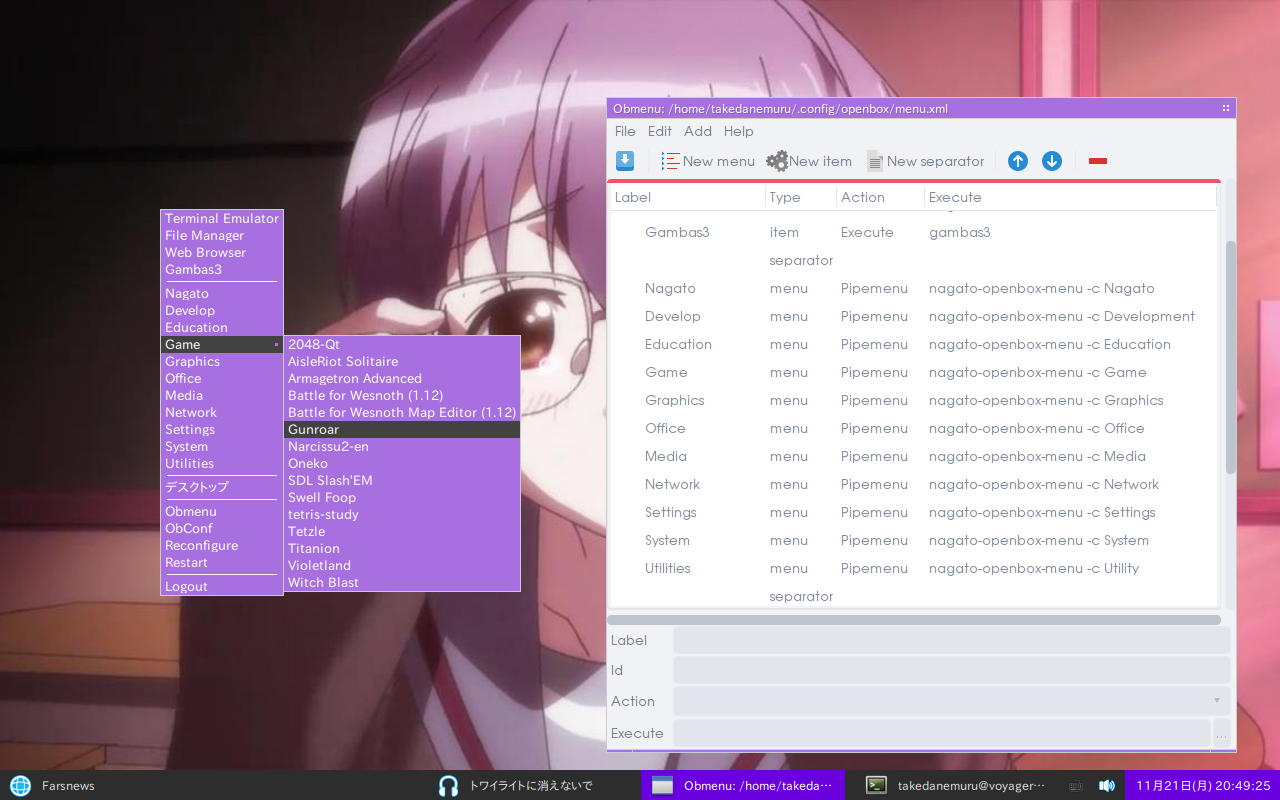 Obmenu: /home/takedanemuru/.config/openbox/menu.xml
File Edit Add Help
New menu New item New separator
Label Type Action Execute
Gambas3 item Execute gambas3
separator
Nagato menu Pipemenu nagato-openbox-menu -c Nagato
Develop menu Pipemenu nagato-openbox-menu -c Development
Education menu Pipemenu nagato-openbox-menu -c Education
Game menu Pipemenu nagato-openbox-menu -c Game
Graphics menu Pipemenu nagato-openbox-menu -c Graphics
Office menu Pipemenu nagato-openbox-menu -c Office
Media menu Pipemenu nagato-openbox-menu -c Media
Network menu Pipemenu nagato-openbox-menu -c Network
Settings menu Pipemenu nagato-openbox-menu -c Settings
System menu Pipemenu nagato-openbox-menu -c System
Utilities menu Pipemenu nagato-openbox-menu -c Utility
separator
Label
Id
Action
Execute
...
Terminal Emulator
File Manager
Web Browser
Gambas3
Nagato
Develop
Education
Game
Graphics
Office
Media
Network
Settings
System
Utilities
デスクトップ
Obmenu
ObConf
Reconfigure
Restart
Logout
2048-Qt
AisleRiot Solitaire
Armagetron Advanced
Battle for Wesnoth (1.12)
Battle for Wesnoth Map Editor (1.12)
Gunroar
Narcissu2-en
Oneko
SDL Slash'EM
Swell Foop
tetris-study
Tetzle
Titanion
Violetland
Witch Blast
Farsnews トワイライトに消えないで Obmenu: /home/takeda··· takedanemuru@voyager··· 11月21日(月) 20:49:25